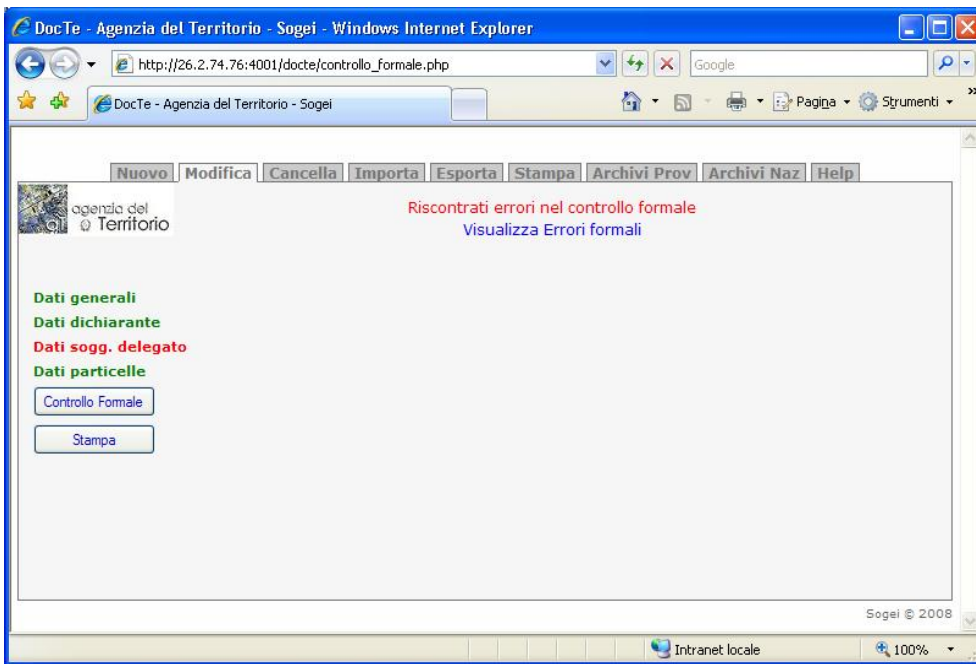 DocTe - Agenzia del Territorio - Sogei - Windows Internet Explorer
http://26.2.74.76:4001/docte/controllo_formale.php
Google
DocTe - Agenzia del Territorio - Sogei
Pagina
Strumenti
Nuovo Modifica Cancella Importa Esporta Stampa Archivi Prov Archivi Naz Help
agenzia del
Territorio
Riscontrati errori nel controllo formale
Visualizza Errori formali
Dati generali
Dati dichiarante
Dati sogg. delegato
Dati particelle
Controllo Formale
Stampa
Sogei © 2008
Intranet locale
100%